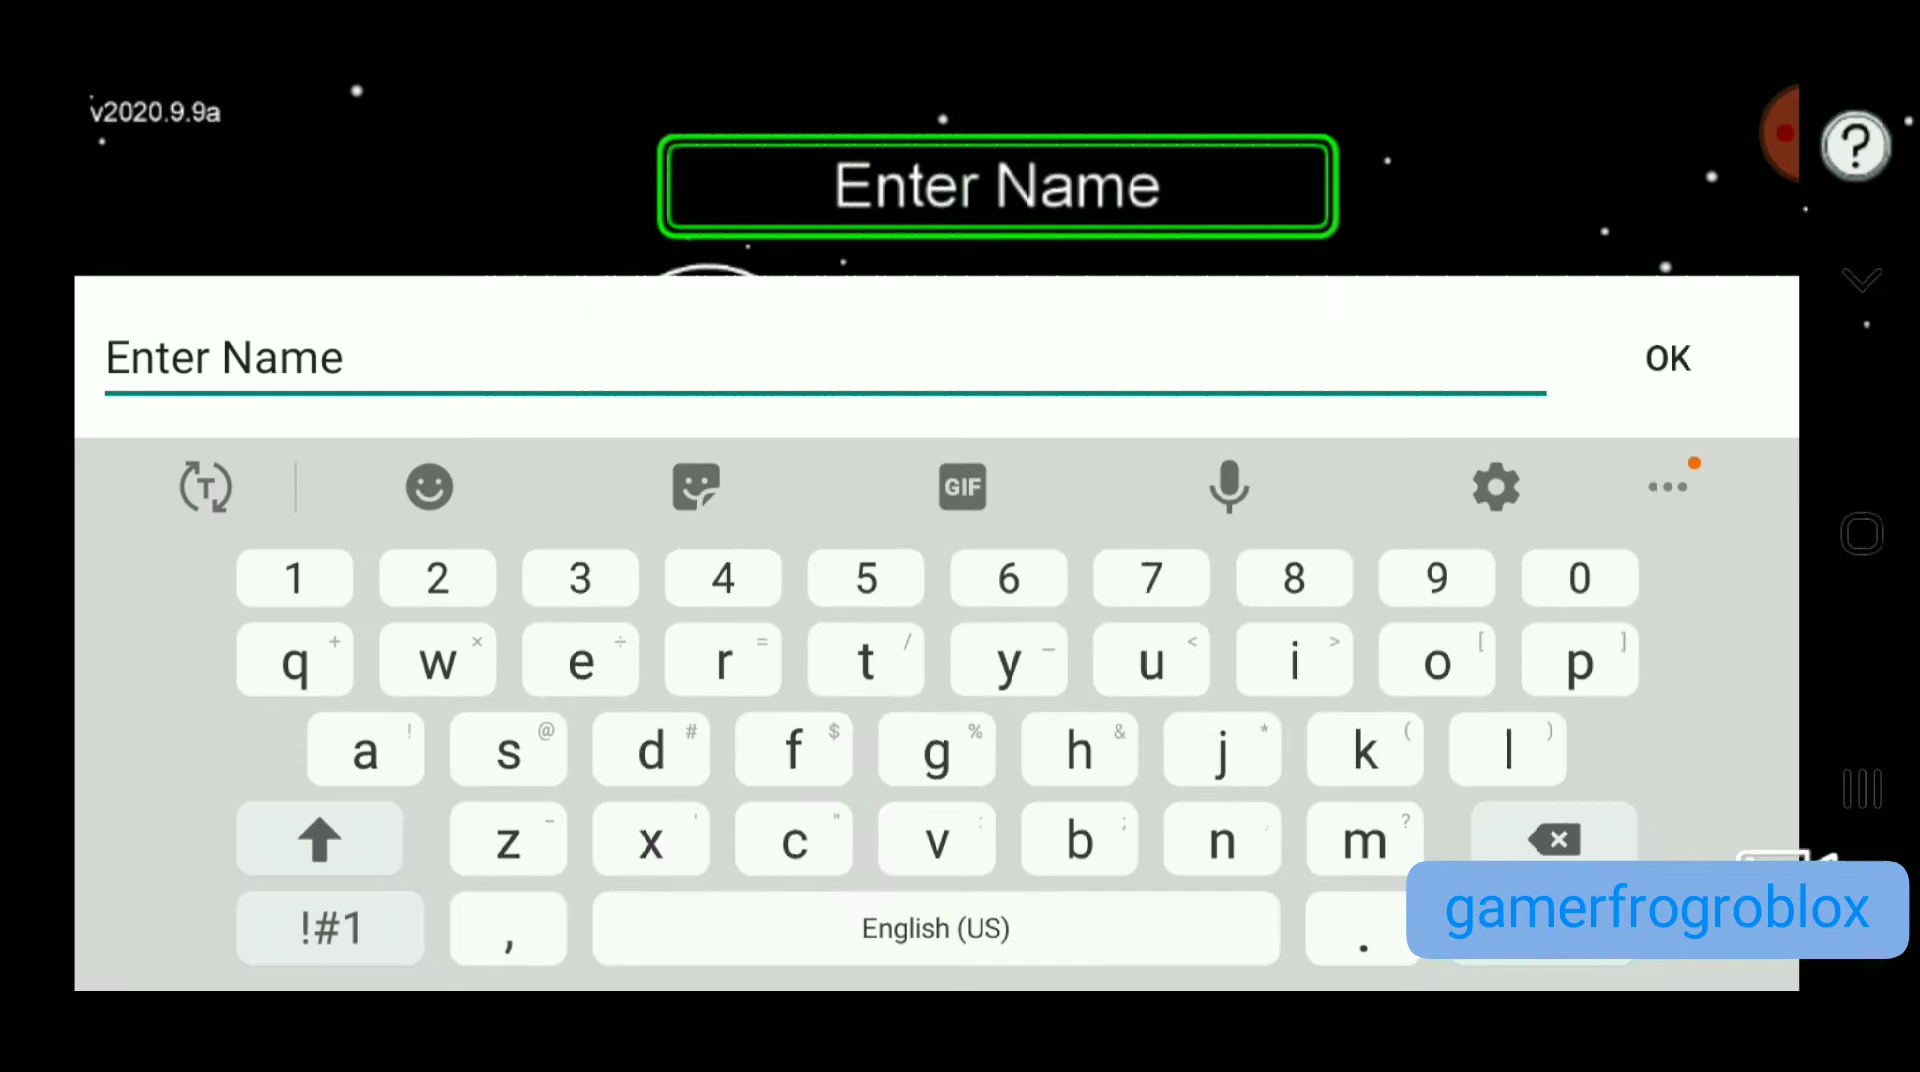 v2020.9.9a
Enter Name
?
Enter Name
OK
T
GIF
1 2 3 4 5 6 7 8 9 0
q + w × e ÷ r = t / y _ u < i > o [ p ]
a ! s @ d # f $ g % h & j * k ( l )
z - x ' c " v : b ; n , m ?
!#1 , English (US) .
gamerfrogroblox